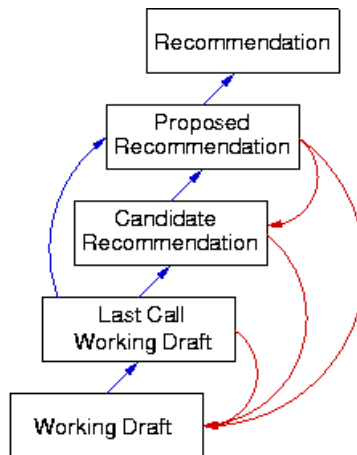 Recommendation
Proposed
Recommendation
Candidate
Recommendation
Last Call
Working Draft
Working Draft